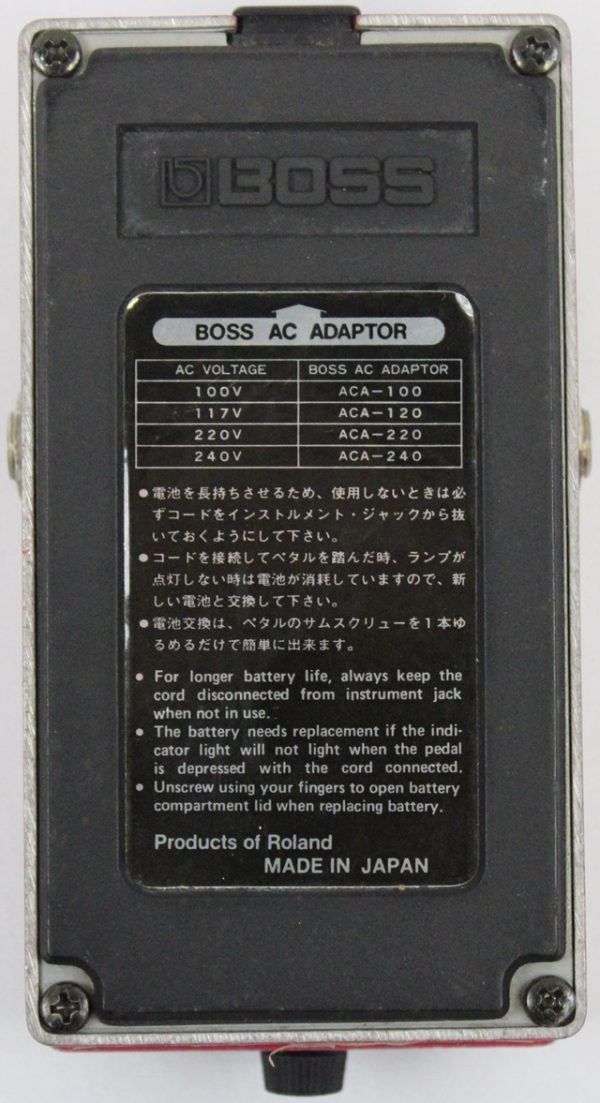 BOSS
BOSS AC ADAPTOR
AC VOLTAGE BOSS AC ADAPTOR
100V ACA-100
117V ACA-120
220V ACA-220
240V ACA-240
●電池を長持ちさせるため、使用しないときは必
ずコードをインストルメント・ジャックから抜
いておくようにして下さい。
●コードを接続してペタルを踏んだ時、ランプが
点灯しない時は電池が消耗していますので、新
しい電池と交換して下さい。
●電池交換は、ペタルのサムスクリューを1本ゆ
るめるだけで簡単に出来ます。
● For longer battery life, always keep the
cord disconnected from instrument jack
when not in use.
● The battery needs replacement if the indi-
cator light will not light when the pedal
is depressed with the cord connected.
● Unscrew using your fingers to open battery
compartment lid when replacing battery.
Products of Roland
MADE IN JAPAN